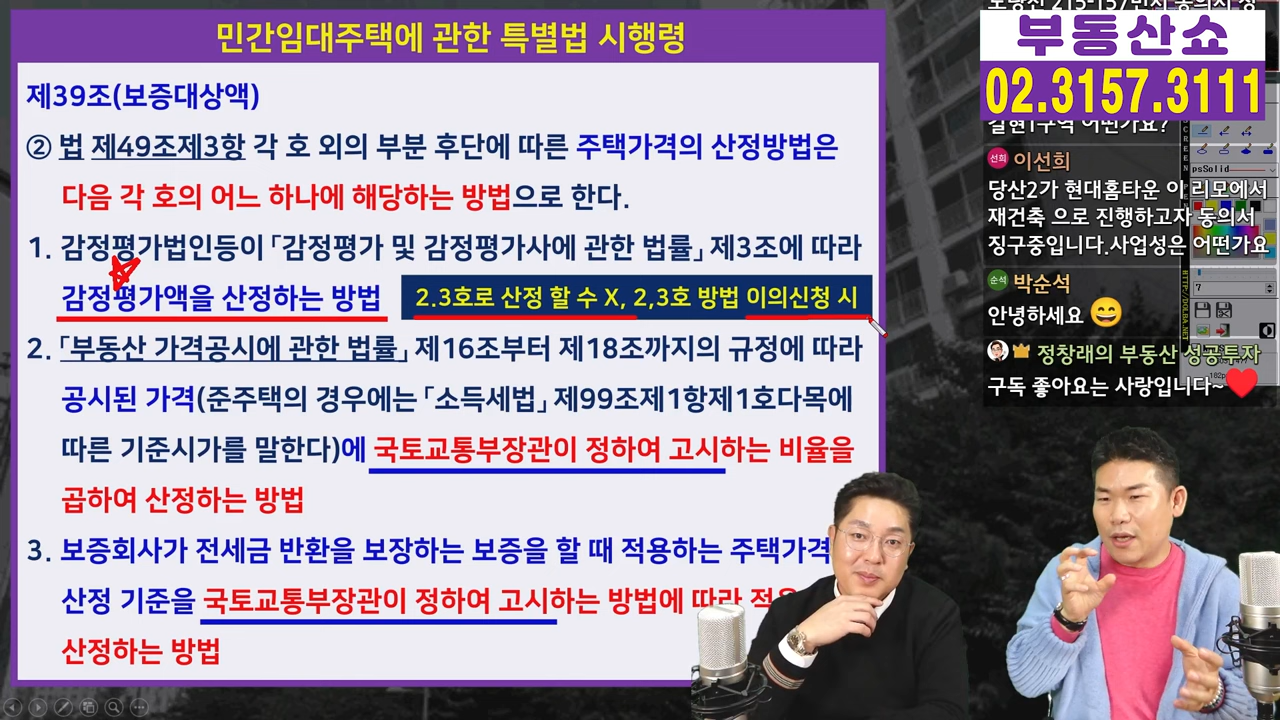 민간임대주택에 관한 특별법 시행령
제39조(보증대상액)
② 법 제49조제3항 각 호 외의 부분 후단에 따른 주택가격의 산정방법은
다음 각 호의 어느 하나에 해당하는 방법으로 한다.
1. 감정평가법인등이 「감정평가 및 감정평가사에 관한 법률」 제3조에 따라
감정평가액을 산정하는 방법
2.3호로 산정 할 수 X, 2,3호 방법 이의신청 시
2. 「부동산 가격공시에 관한 법률」 제16조부터 제18조까지의 규정에 따라
공시된 가격(준주택의 경우에는 「소득세법」 제99조제1항제1호다목에
따른 기준시가를 말한다)에 국토교통부장관이 정하여 고시하는 비율을
곱하여 산정하는 방법
3. 보증회사가 전세금 반환을 보장하는 보증을 할 때 적용하는 주택가격
산정 기준을 국토교통부장관이 정하여 고시하는 방법에 따라
산정하는 방법
부동산쇼
02.3157.3111
갈현1구역 어떤가요?
선희 이선희
당산2가 현대홈타운 이 리모에서
재건축 으로 진행하고자 동의서
징구중입니다.사업성은 어떤가요
순석 박순석
안녕하세요 😄
정창래의 부동산 성공투자
구독 좋아요는 사랑입니다~❤️
psSolid
7